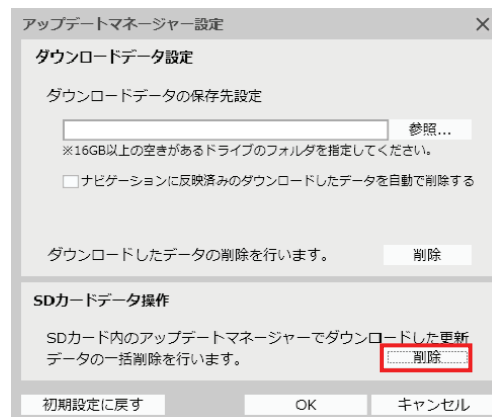 アップデートマネージャー設定
ダウンロードデータ設定
ダウンロードデータの保存先設定
参照...
※16GB以上の空きがあるドライブのフォルダを指定してください。
ナビゲーションに反映済みのダウンロードしたデータを自動で削除する
ダウンロードしたデータの削除を行います。 削除
SDカードデータ操作
SDカード内のアップデートマネージャーでダウンロードした更新
データの一括削除を行います。 削除
初期設定に戻す OK キャンセル